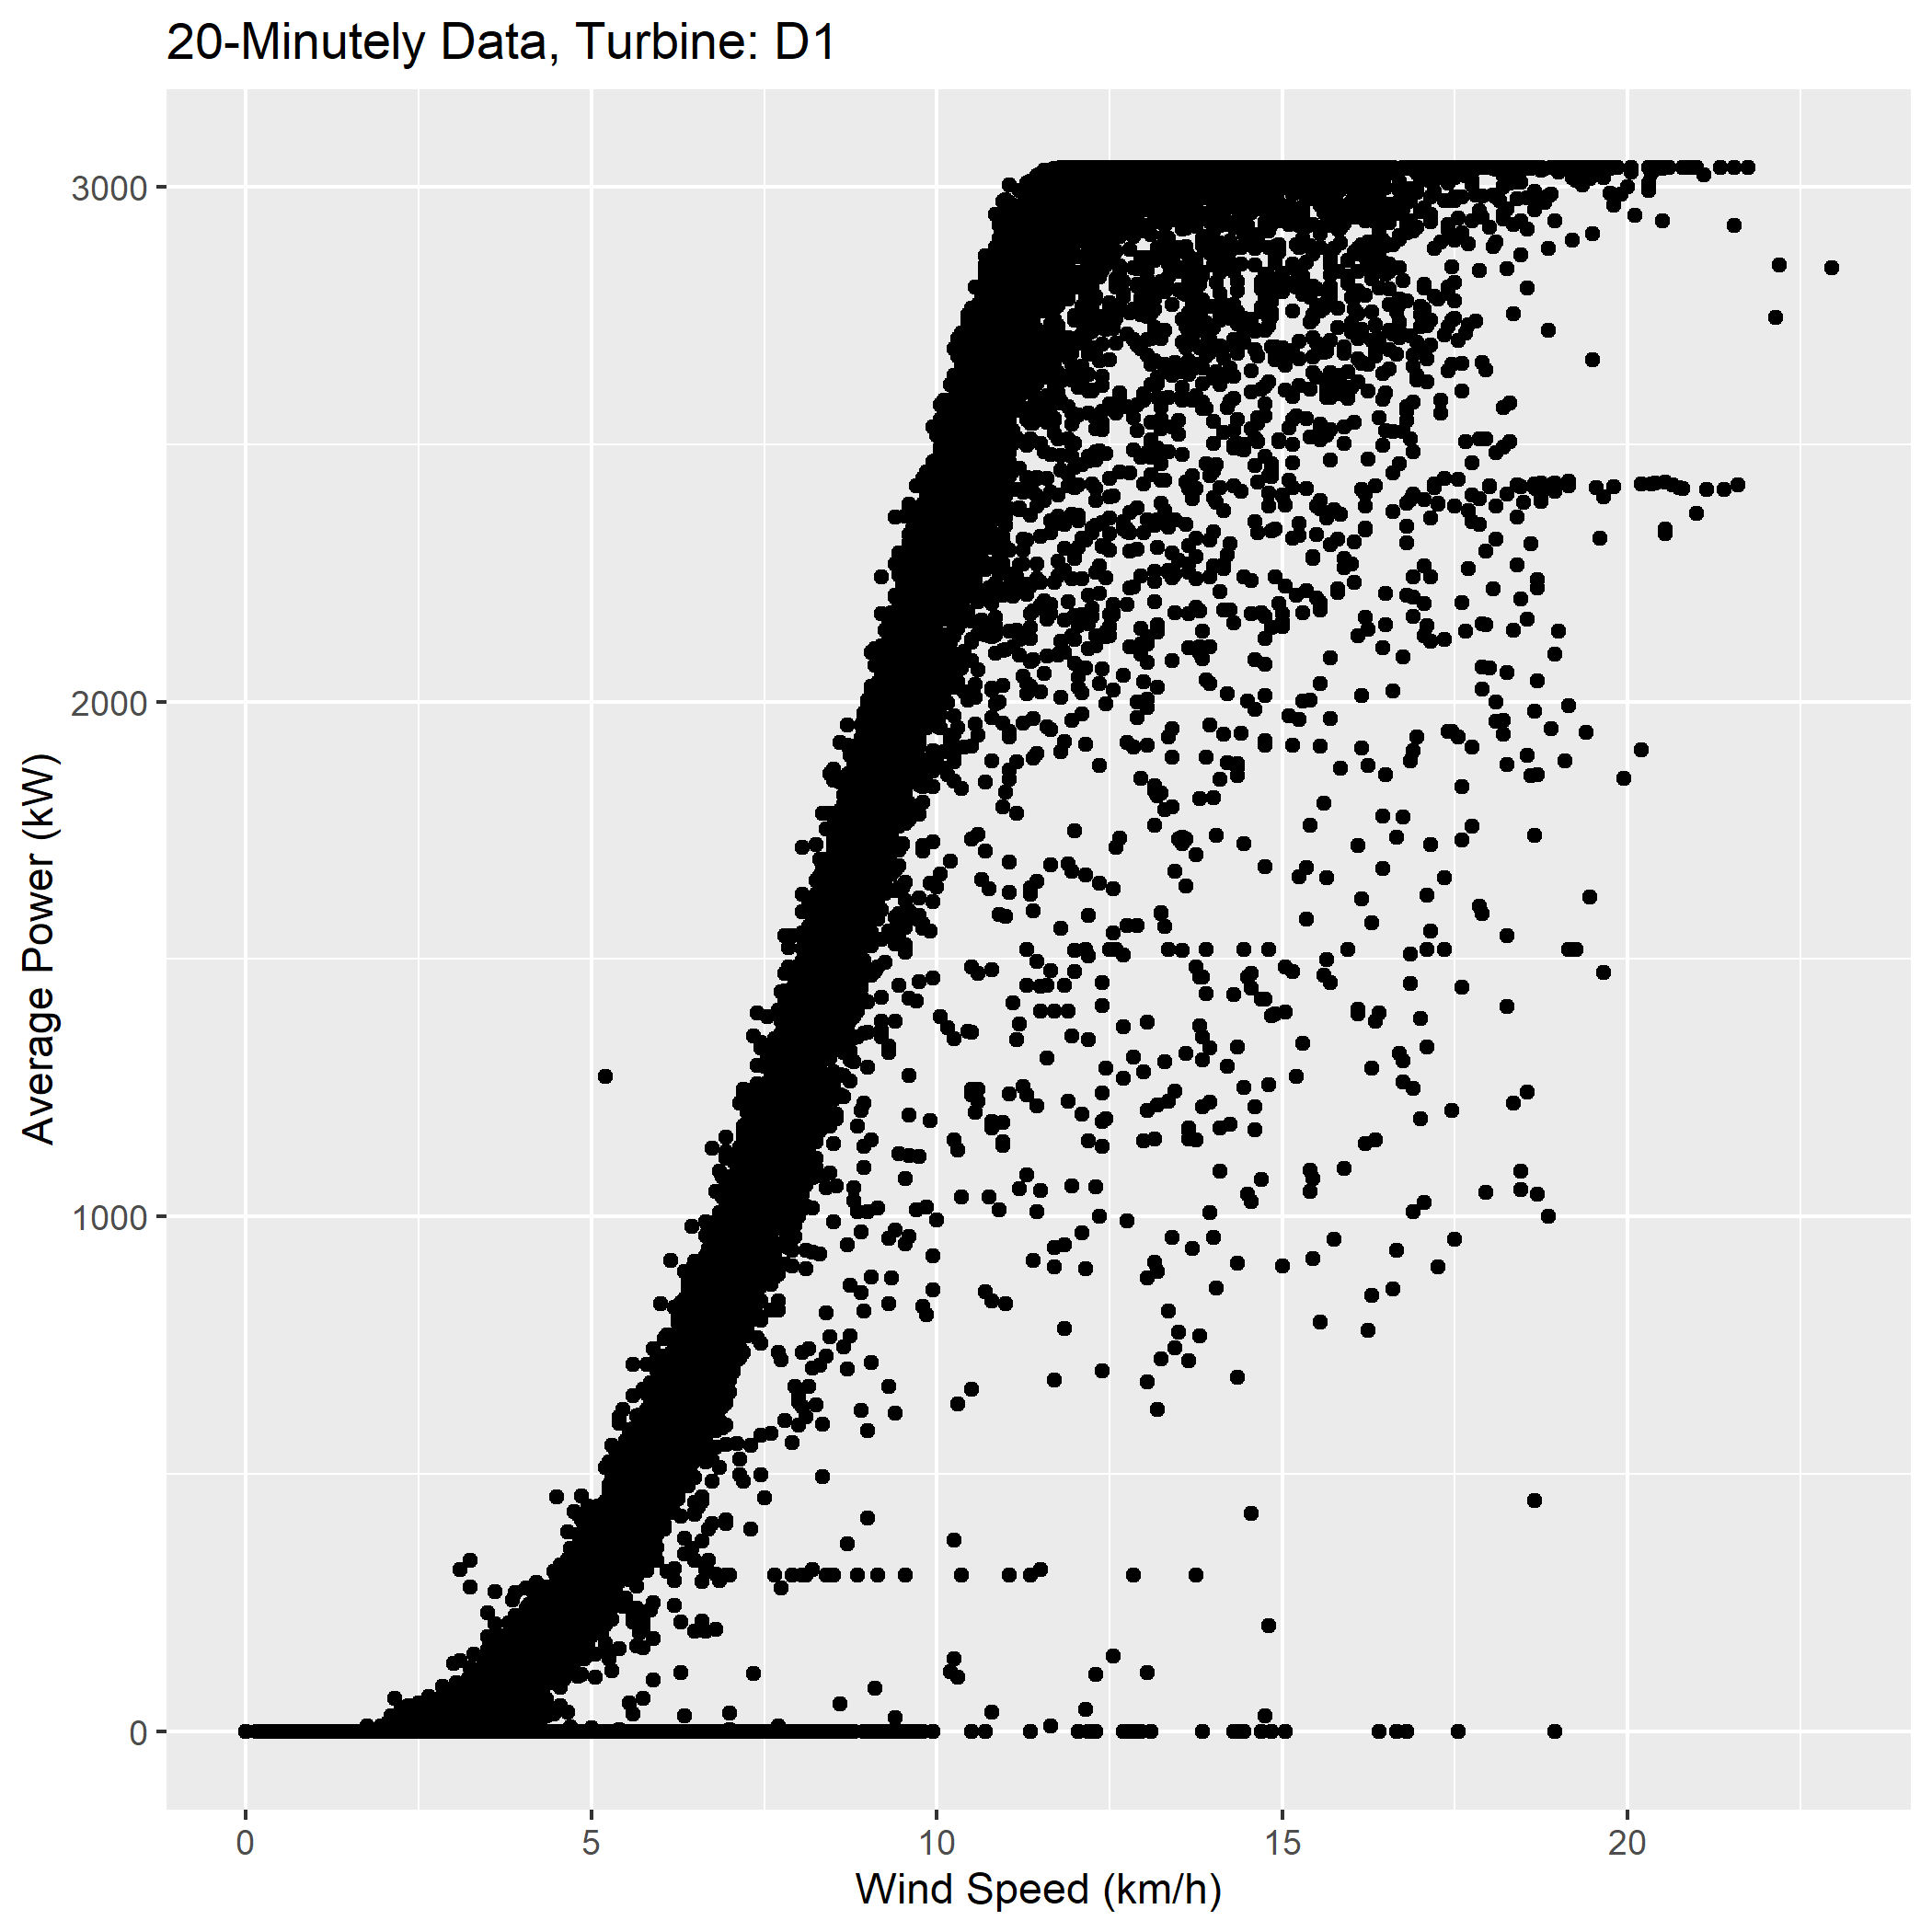 20-Minutely Data, Turbine: D1
Average Power (kW)
3000
2000
1000
0
0 5 10 15 20
Wind Speed (km/h)